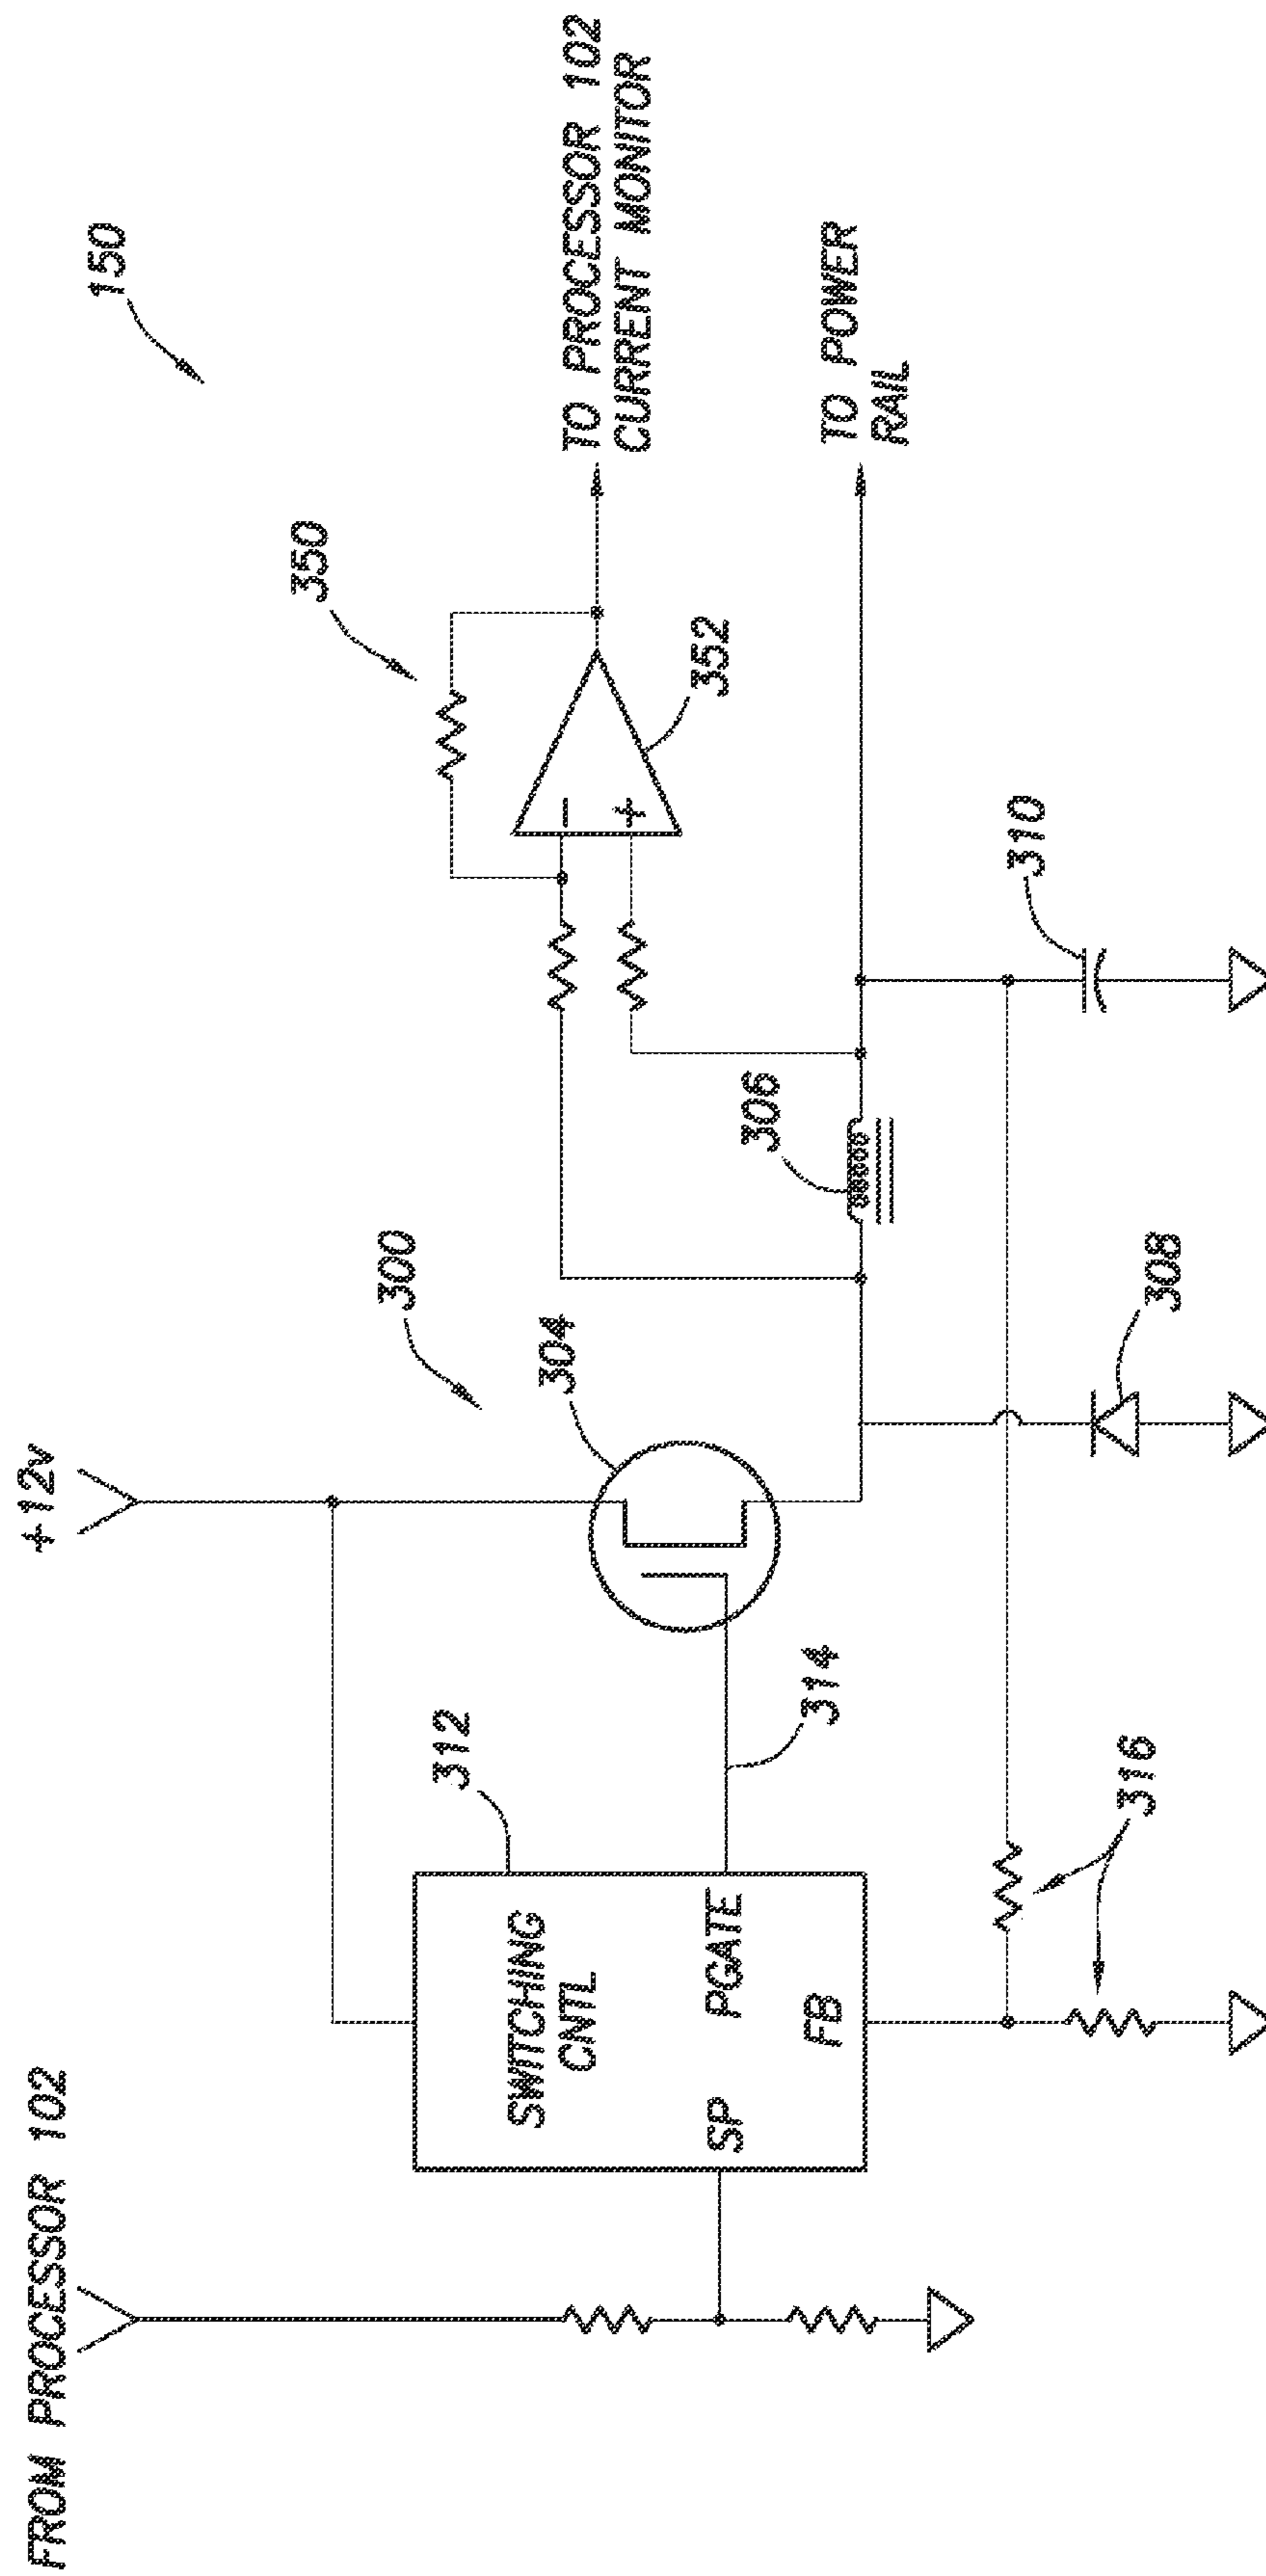 150
TO PROCESSOR 102
CURRENT MONITOR
TO POWER
RAIL
350
−
+
352
310
306
300
304
308
+12v
314
312
316
SWITCHING
CNTL
PGATE
FB
SP
FROM PROCESSOR 102